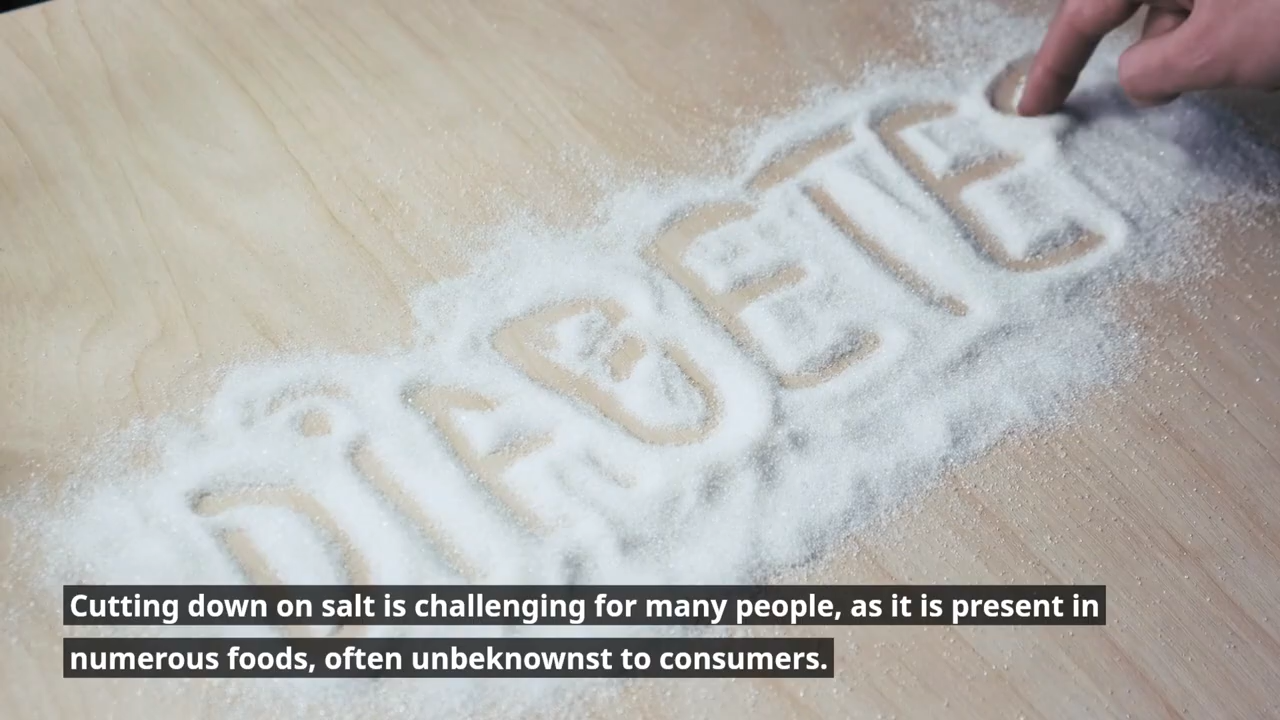 DiABETE
Cutting down on salt is challenging for many people, as it is present in
numerous foods, often unbeknownst to consumers.